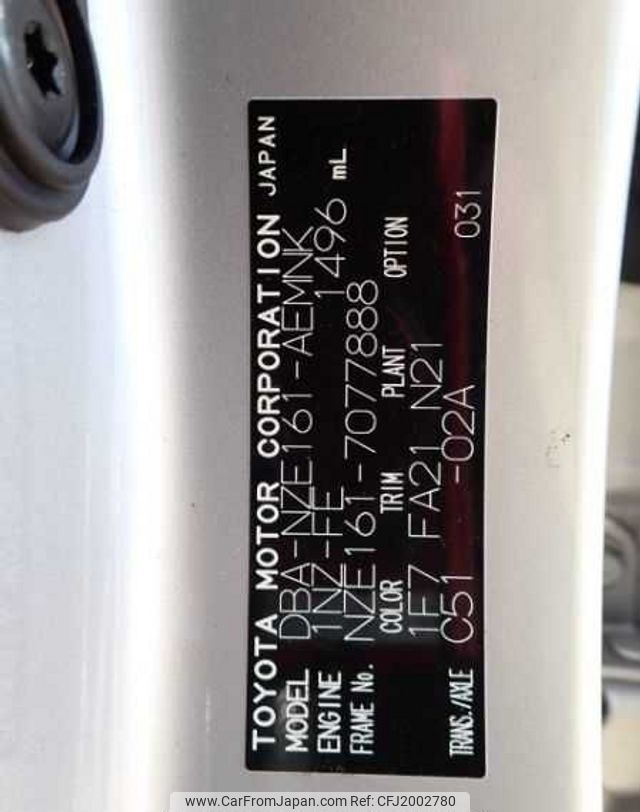 TOYOTA MOTOR CORPORATION JAPAN
MODEL DBA-NZE161-AEMNK
ENGINE 1NZ-FE 1496 mL
FRAME No. NZE161-7077888
COLOR TRIM PLANT OPTION
1F7 FA21 N21
TRANS./AXLE C51 -02A 031
www.CarFromJapan.com Ref: CFJ2002780